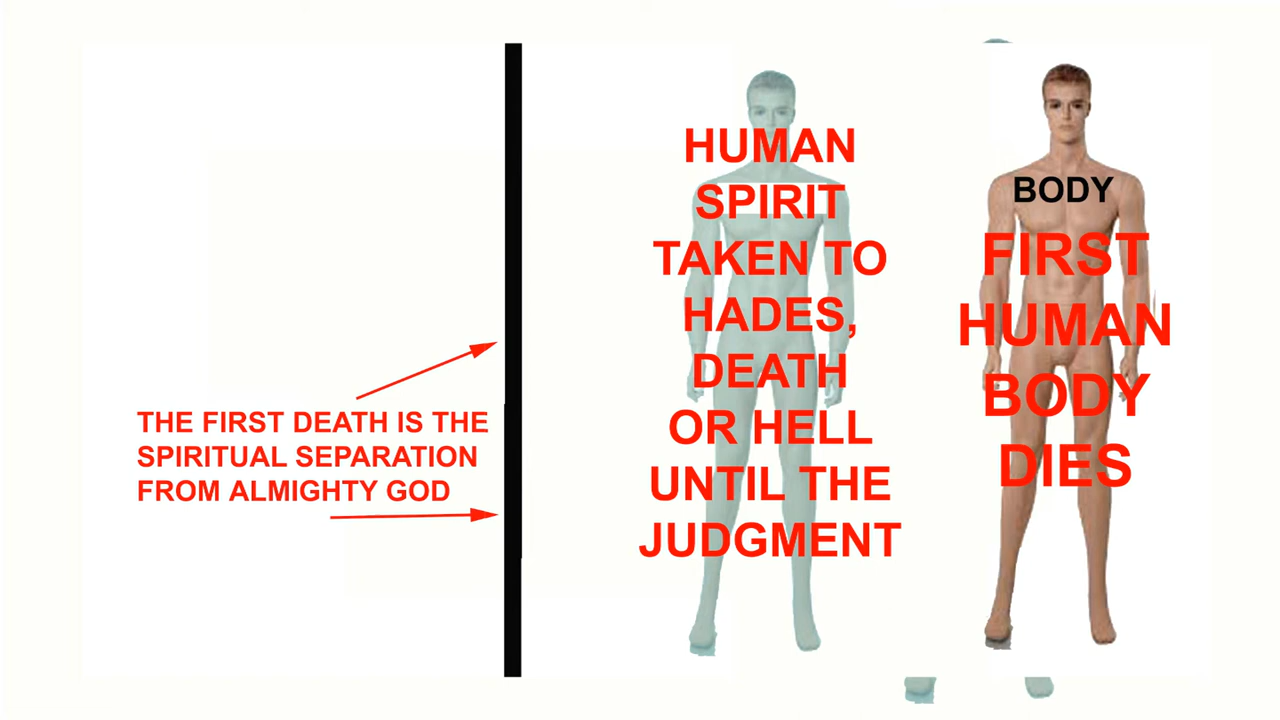 THE FIRST DEATH IS THE
SPIRITUAL SEPARATION
FROM ALMIGHTY GOD
HUMAN
SPIRIT
TAKEN TO
HADES,
DEATH
OR HELL
UNTIL THE
JUDGMENT
BODY
FIRST
HUMAN
BODY
DIES